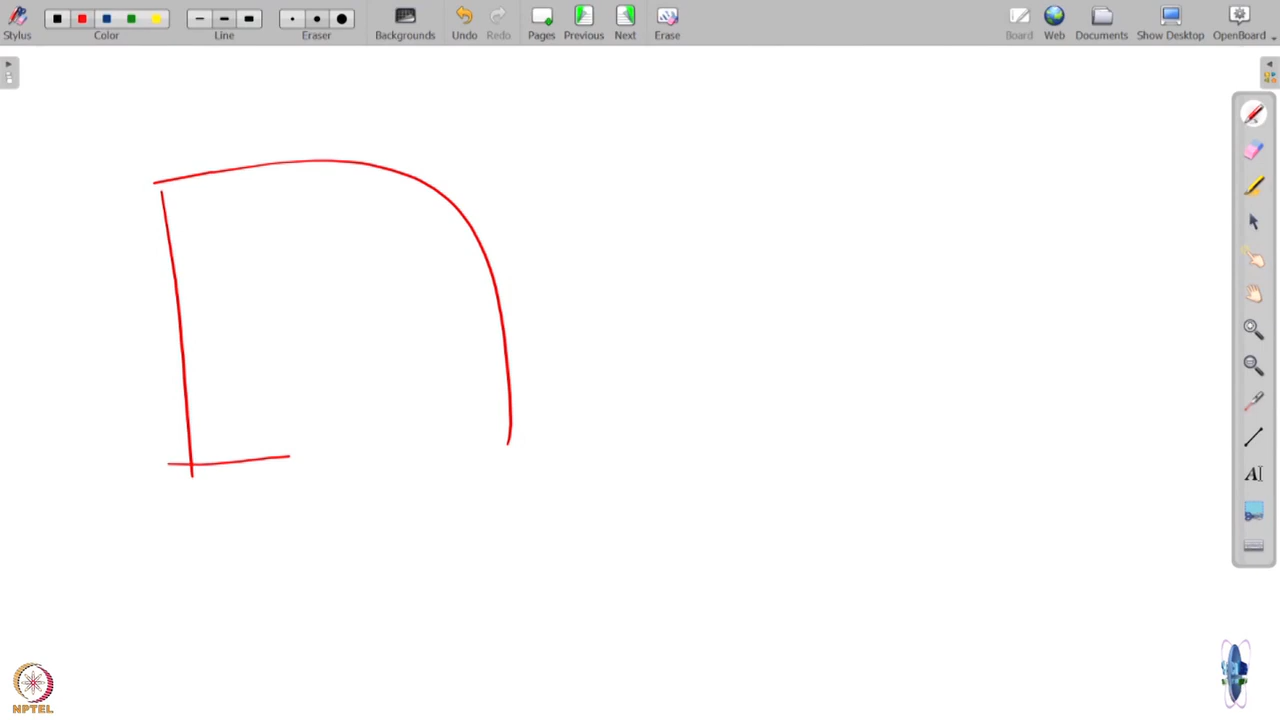 Stylus Color Line Eraser Backgrounds Undo Redo Pages Previous Next Erase Board Web Documents Show Desktop OpenBoard
A
NPTEL